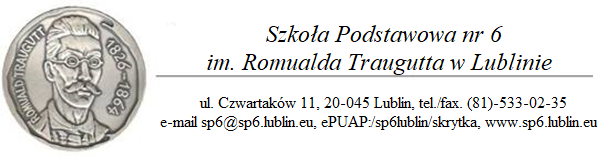 ROMUALD TRAUGUTT 1826-1864
Szkoła Podstawowa nr 6
im. Romualda Traugutta w Lublinie
ul. Czwartaków 11, 20-045 Lublin, tel./fax. (81)-533-02-35
e-mail sp6@sp6.lublin.eu, ePUAP:/sp6lublin/skrytka, www.sp6.lublin.eu